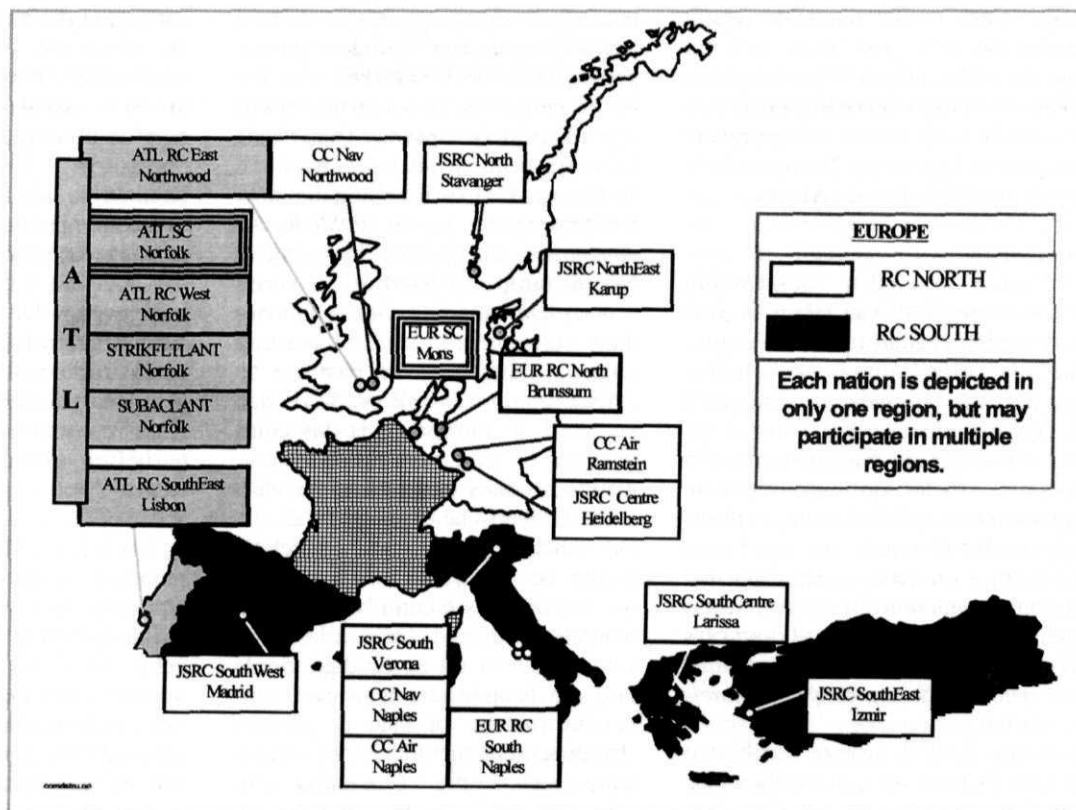 ATL RC East
Northwood
CC Nav
Northwood
JSRC North
Stavanger
ATL
ATL SC
Norfolk
ATL RC West
Norfolk
STRIKFLTLANT
Norfolk
SUBACLANT
Norfolk
ATL RC SouthEast
Lisbon
JSRC NorthEast
Karup
EUR SC
Mons
EUR RC North
Brunssum
CC Air
Ramstein
JSRC Centre
Heidelberg
EUROPE
RC NORTH
RC SOUTH
Each nation is depicted in
only one region, but may
participate in multiple
regions.
JSRC SouthWest
Madrid
JSRC South
Verona
CC Nav
Naples
CC Air
Naples
EUR RC
South
Naples
JSRC SouthCentre
Larissa
JSRC SouthEast
Izmir